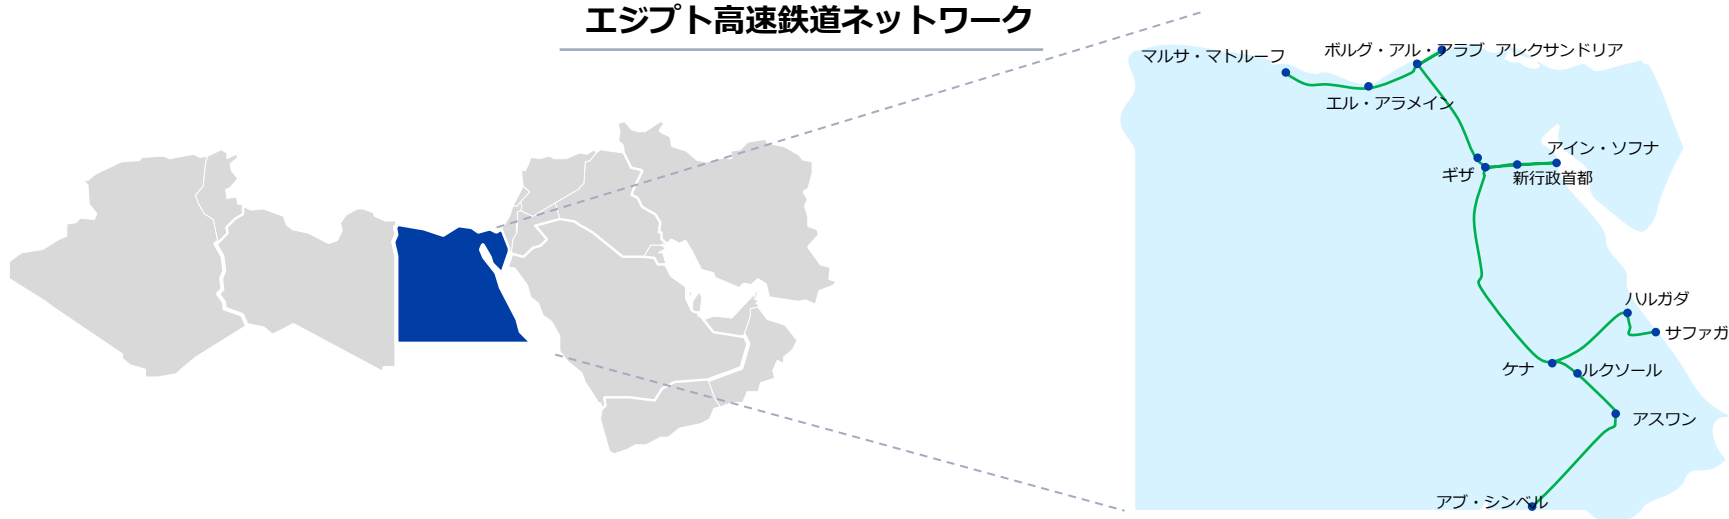 エジプト高速鉄道ネットワーク
マルサ・マトルーフ
ボルグ・アル・アラブ
アレクサンドリア
エル・アラメイン
アイン・ソフナ
ギザ
新行政首都
ハルガダ
サファガ
ケナ
ルクソール
アスワン
アブ・シンベル